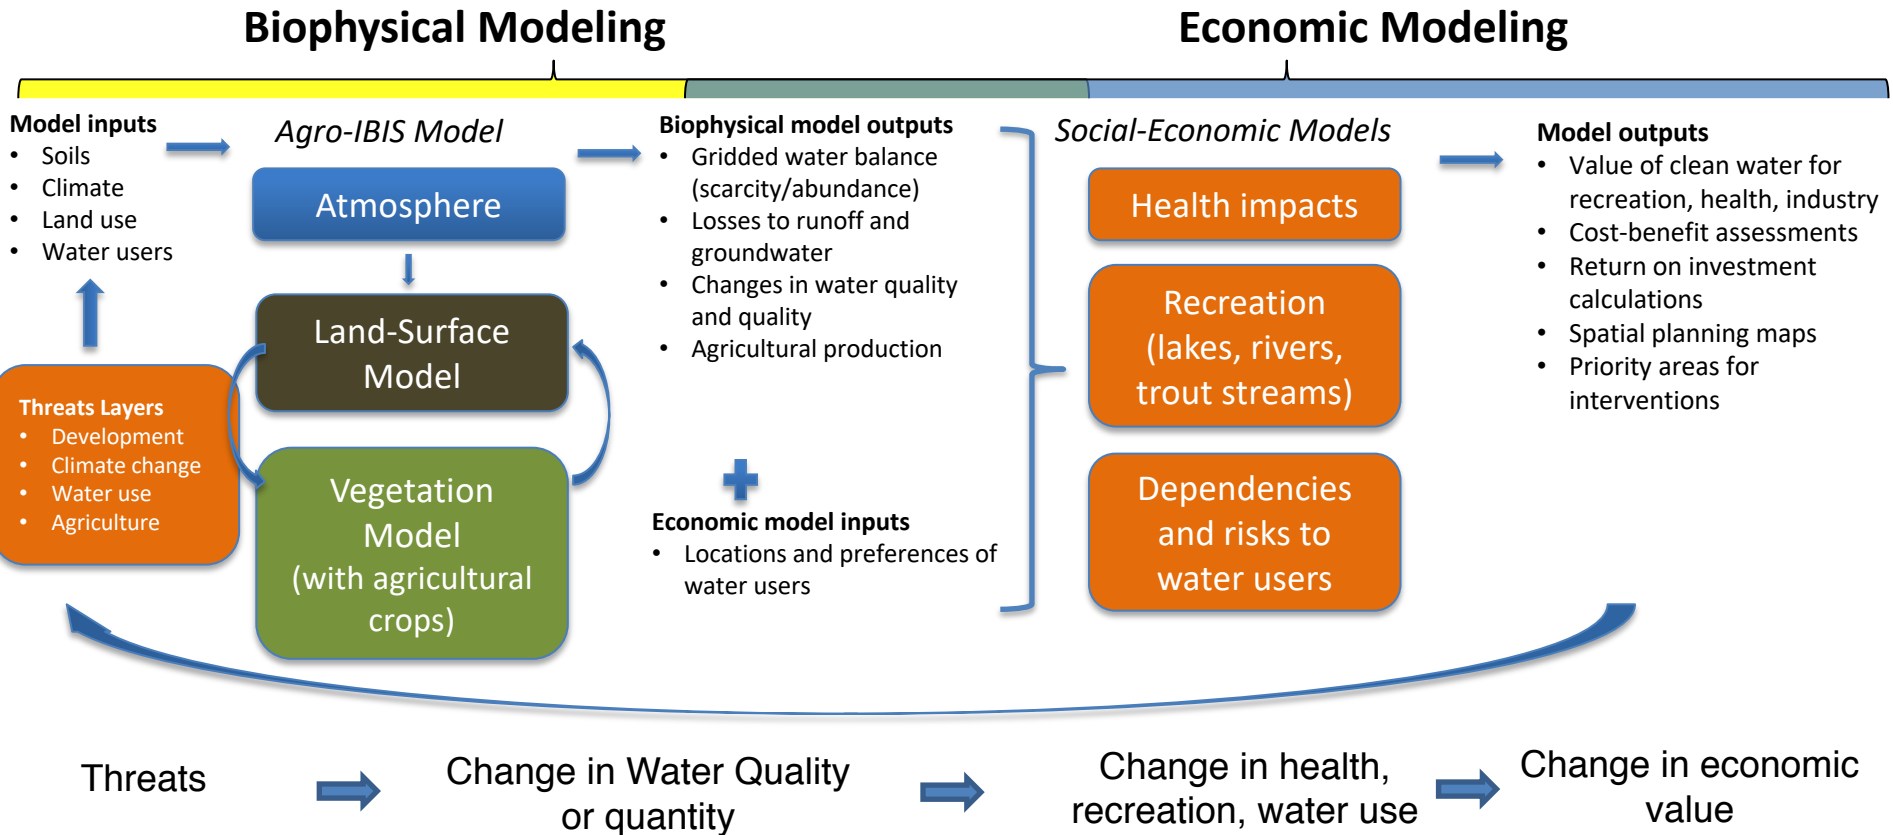 Biophysical Modeling
Economic Modeling
Model inputs
• Soils
• Climate
• Land use
• Water users
Threats Layers
• Development
• Climate change
• Water use
• Agriculture
Agro-IBIS Model
Atmosphere
Land-Surface
Model
Vegetation
Model
(with agricultural
crops)
Biophysical model outputs
• Gridded water balance
(scarcity/abundance)
• Losses to runoff and
groundwater
• Changes in water quality
and quality
• Agricultural production
Economic model inputs
• Locations and preferences of
water users
Social-Economic Models
Health impacts
Recreation
(lakes, rivers,
trout streams)
Dependencies
and risks to
water users
Model outputs
• Value of clean water for
recreation, health, industry
• Cost-benefit assessments
• Return on investment
calculations
• Spatial planning maps
• Priority areas for
interventions
Threats
Change in Water Quality
or quantity
Change in health,
recreation, water use
Change in economic
value